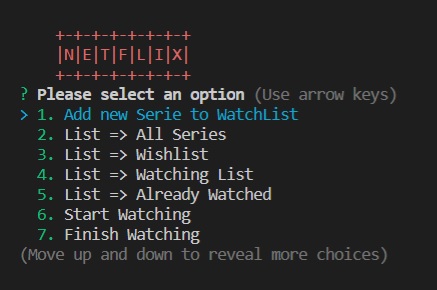 +-+-+-+-+-+-+-+
|N|E|T|F|L|I|X|
+-+-+-+-+-+-+-+
? Please select an option (Use arrow keys)
> 1. Add new Serie to WatchList
2. List => All Series
3. List => Wishlist
4. List => Watching List
5. List => Already Watched
6. Start Watching
7. Finish Watching
(Move up and down to reveal more choices)